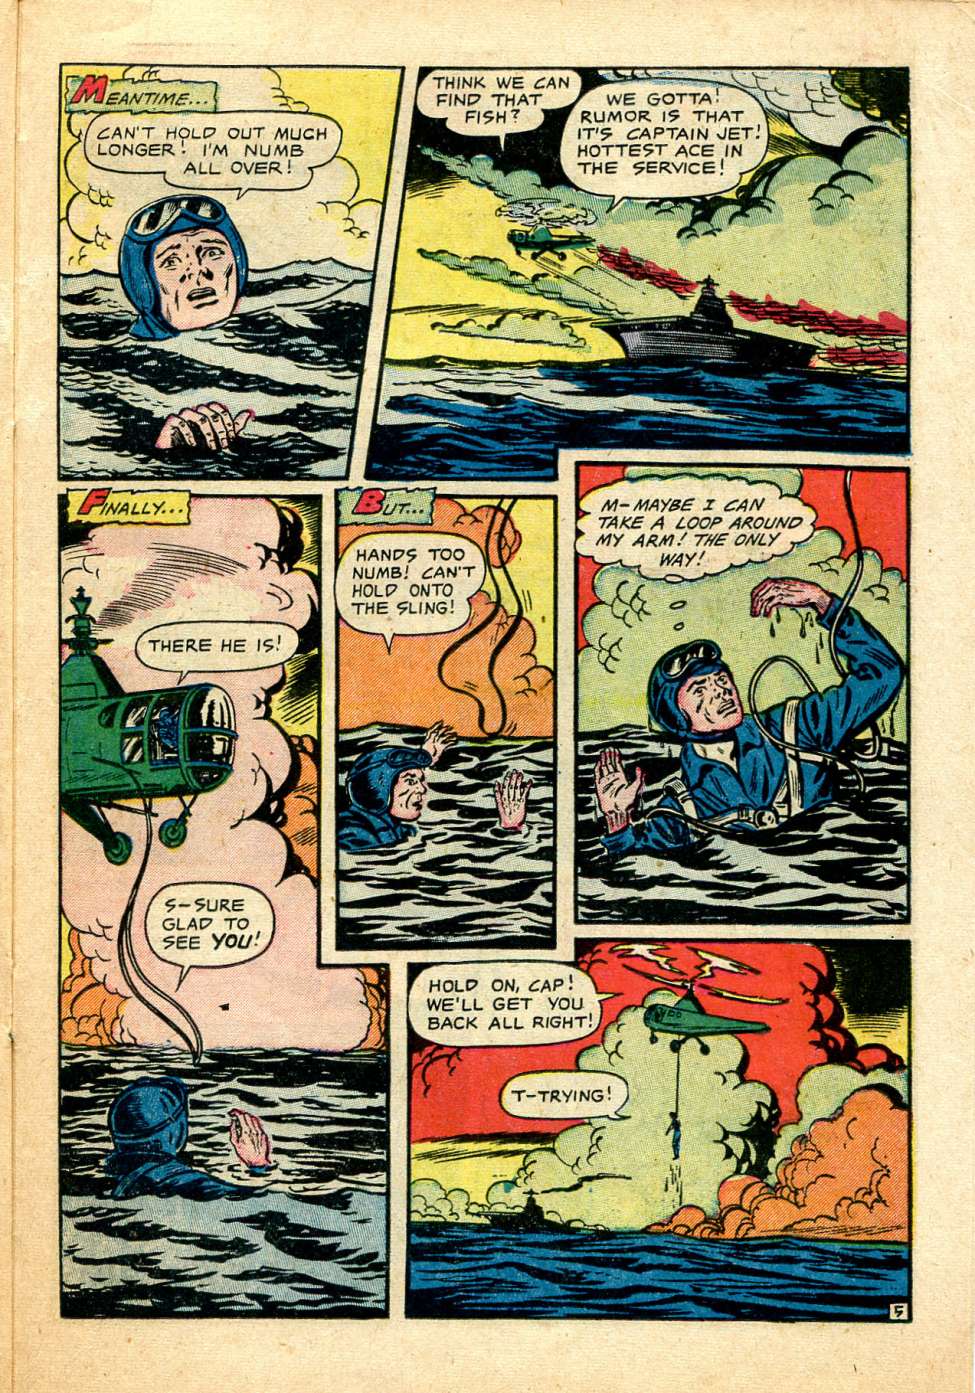 MEANTIME...
CAN'T HOLD OUT MUCH
LONGER! I'M NUMB
ALL OVER!
THINK WE CAN
FIND THAT
FISH?
WE GOTTA!
RUMOR IS THAT
IT'S CAPTAIN JET!
HOTTEST ACE IN
THE SERVICE!
FINALLY...
THERE HE IS!
S-SURE
GLAD TO
SEE YOU!
BUT...
HANDS TOO
NUMB! CAN'T
HOLD ONTO
THE SLING!
M-MAYBE I CAN
TAKE A LOOP AROUND
MY ARM! THE ONLY
WAY!
HOLD ON, CAP!
WE'LL GET YOU
BACK ALL RIGHT!
T-TRYING!
5